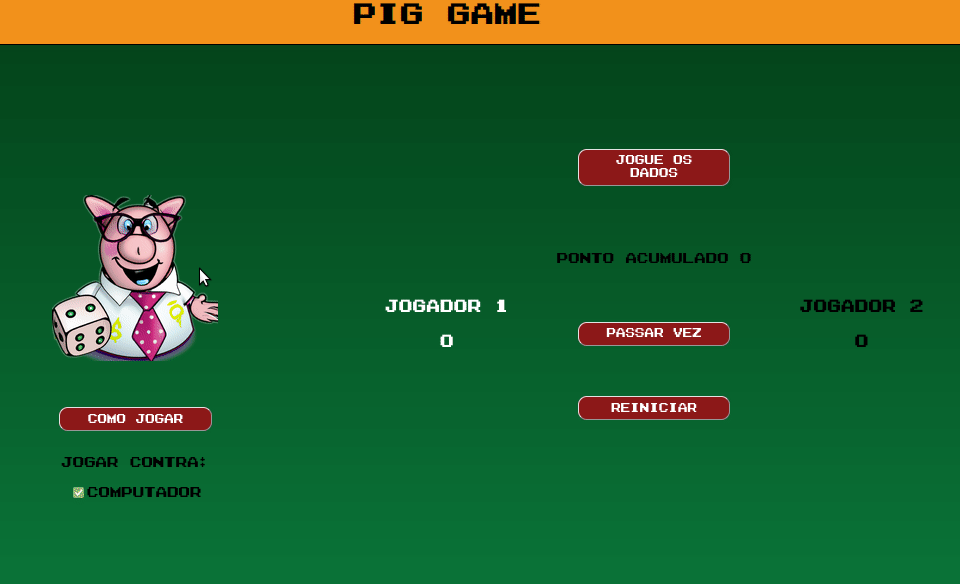 PIG GAME
JOGUE OS
DADOS
PONTO ACUMULADO 0
JOGADOR 1
0
JOGADOR 2
0
PASSAR VEZ
REINICIAR
COMO JOGAR
JOGAR CONTRA:
COMPUTADOR